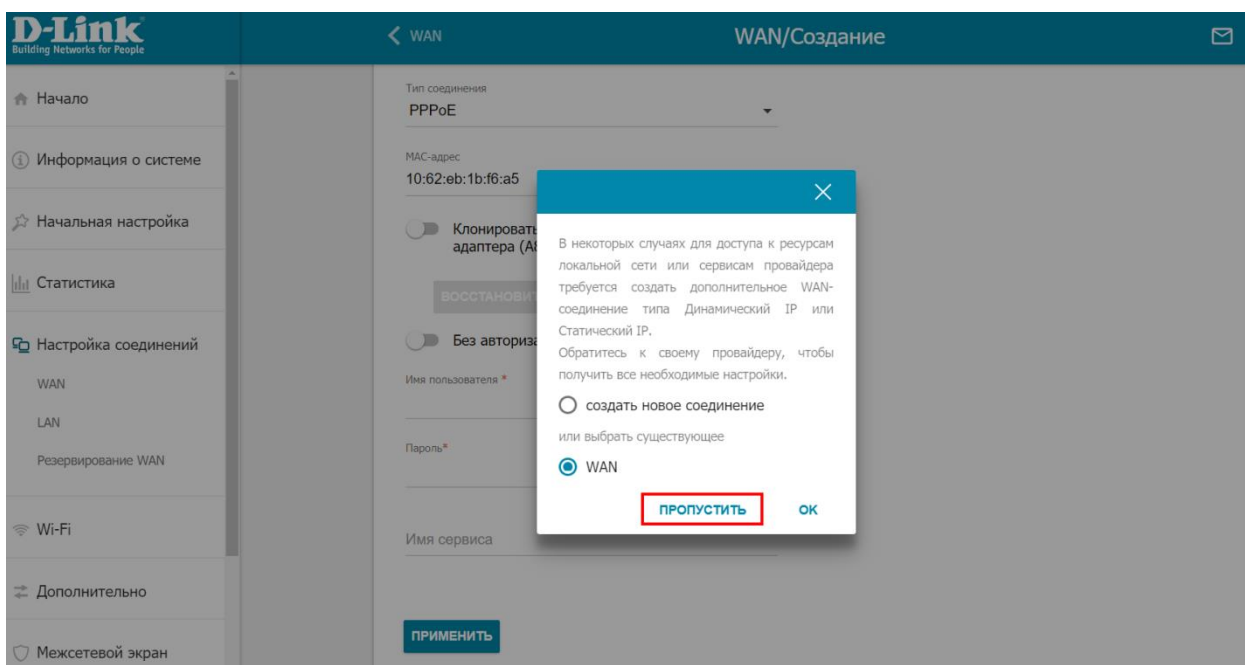 D-Link
Building Networks for People
WAN
WAN/Создание
Начало
Информация о системе
Начальная настройка
Статистика
Настройка соединений
WAN
LAN
Резервирование WAN
Wi-Fi
Дополнительно
Межсетевой экран
Тип соединения
PPPoE
MAC-адрес
10:62:eb:1b:f6:a5
Клонировать
адаптера
Без
Имя пользователя *
Пароль*
Имя сервиса
ПРИМЕНИТЬ
В некоторых случаях для доступа к ресурсам
локальной сети или сервисам провайдера
требуется создать дополнительное WAN-
соединение типа Динамический IP или
Статический IP.
Обратитесь к своему провайдеру, чтобы
получить все необходимые настройки.
создать новое соединение
или выбрать существующее
WAN
ПРОПУСТИТЬ
ОК